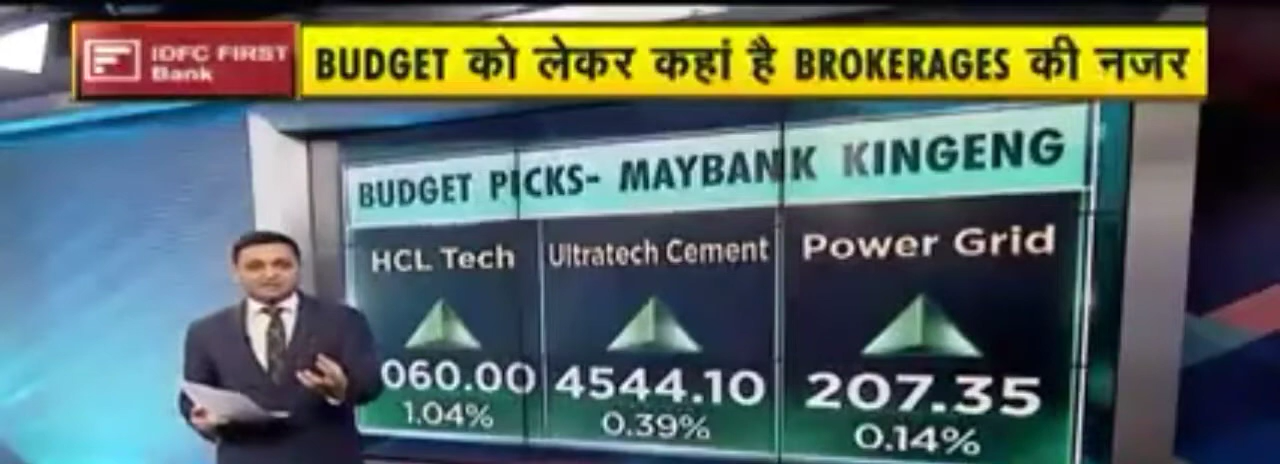 IDFC FIRST
Bank
BUDGET को लेकर कहां है BROKERAGES की नजर
BUDGET PICKS- MAYBANK KINGENG
HCL Tech
Ultratech Cement
Power Grid
060.00
4544.10
207.35
1.04%
0.39%
0.14%